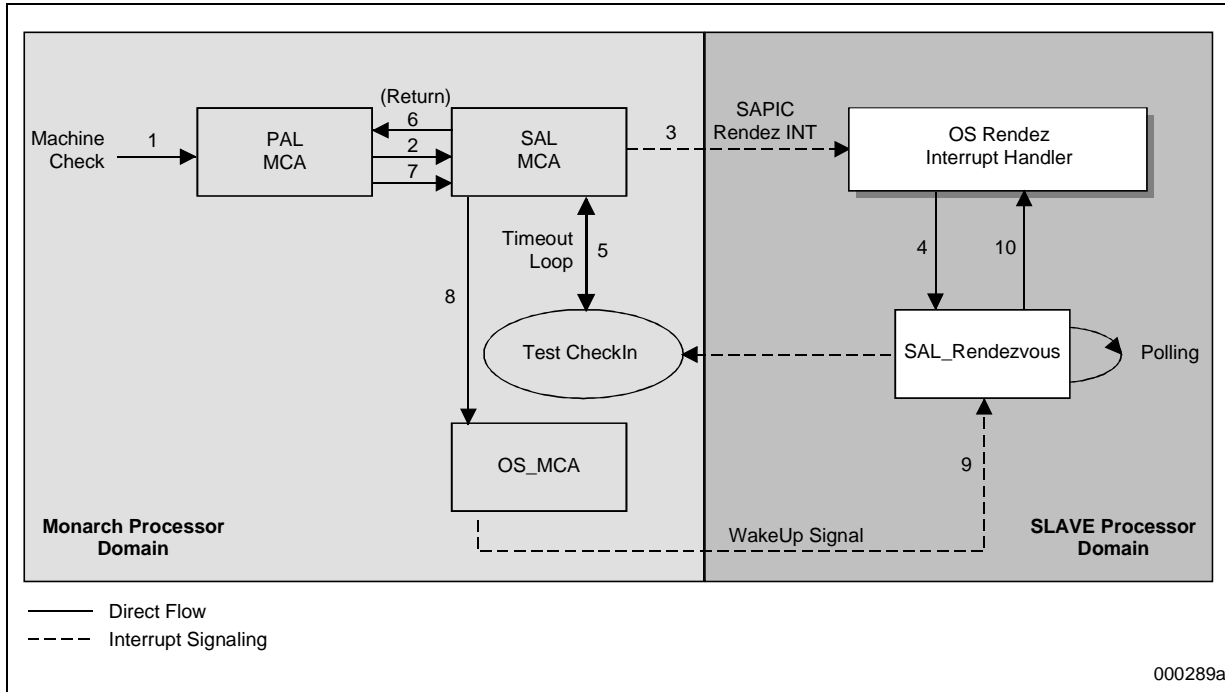 (Return)
Machine
Check
1
PAL
MCA
6
2
7
SAL
MCA
3
SAPIC
Rendez INT
OS Rendez
Interrupt Handler
Timeout
Loop
5
4
10
8
Test CheckIn
SAL_Rendezvous
Polling
OS_MCA
9
Monarch Processor
Domain
WakeUp Signal
SLAVE Processor
Domain
Direct Flow
Interrupt Signaling
000289a